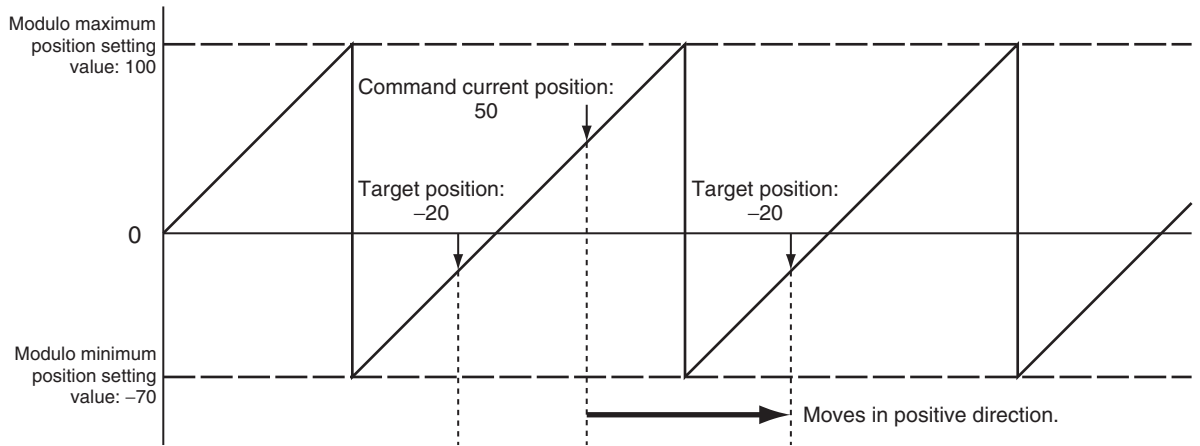 Modulo maximum
position setting
value: 100
Command current position:
50
Target position:
–20
Target position:
–20
0
Modulo minimum
position setting
value: –70
Moves in positive direction.